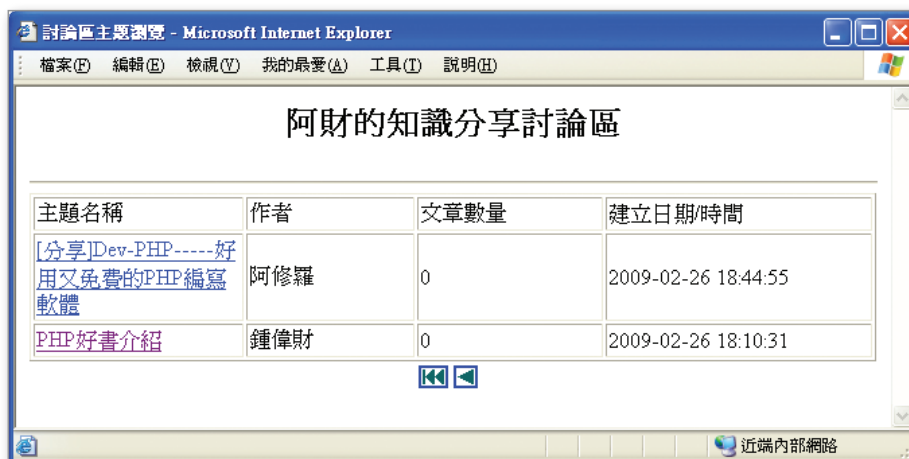 討論區主題瀏覽 - Microsoft Internet Explorer
檔案(F) 編輯(E) 檢視(V) 我的最愛(A) 工具(T) 說明(H)
阿財的知識分享討論區
主題名稱 作者 文章數量 建立日期/時間
[分享]Dev-PHP-----好
用又免費的PHP編寫
軟體
阿修羅 0 2009-02-26 18:44:55
PHP好書介紹 鍾偉財 0 2009-02-26 18:10:31
近端內部網路